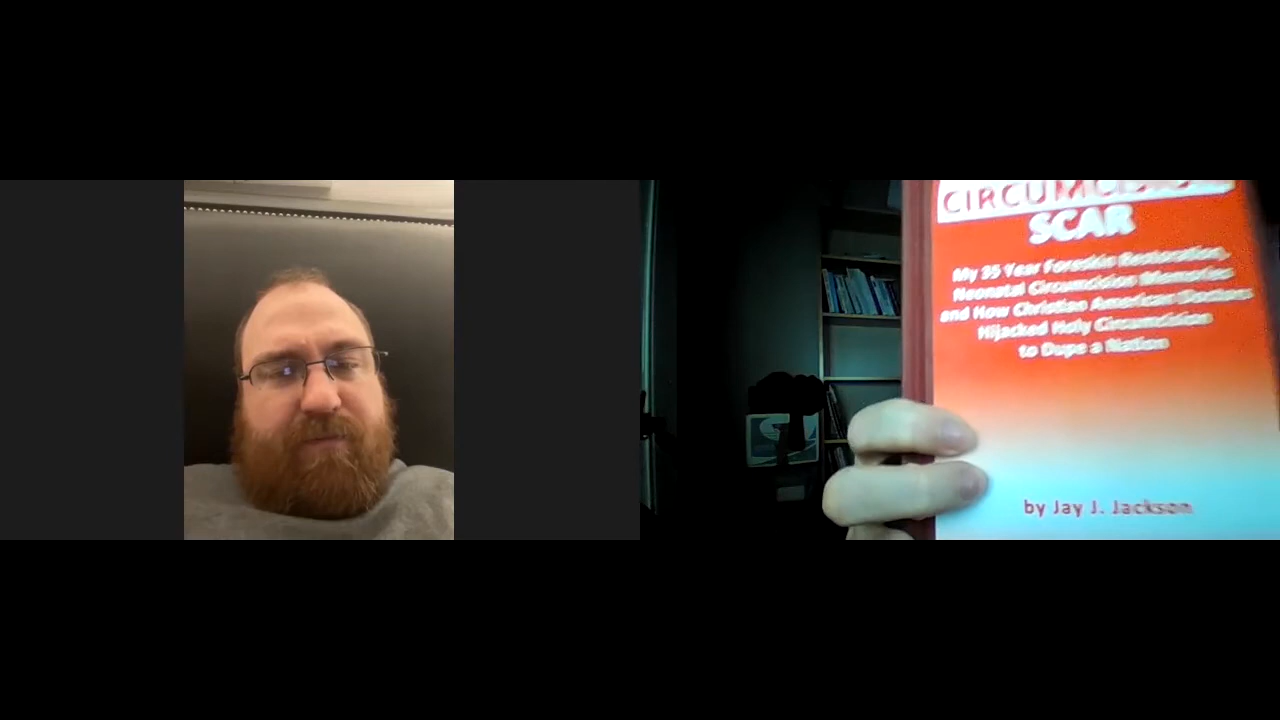 CIRCUMCISION
SCAR
My 35 Year Foreskin Restoration,
Neonatal Circumcision Memories
and How Christian American Doctors
Hijacked Holy Circumcision
to Dupe a Nation
by Jay J. Jackson